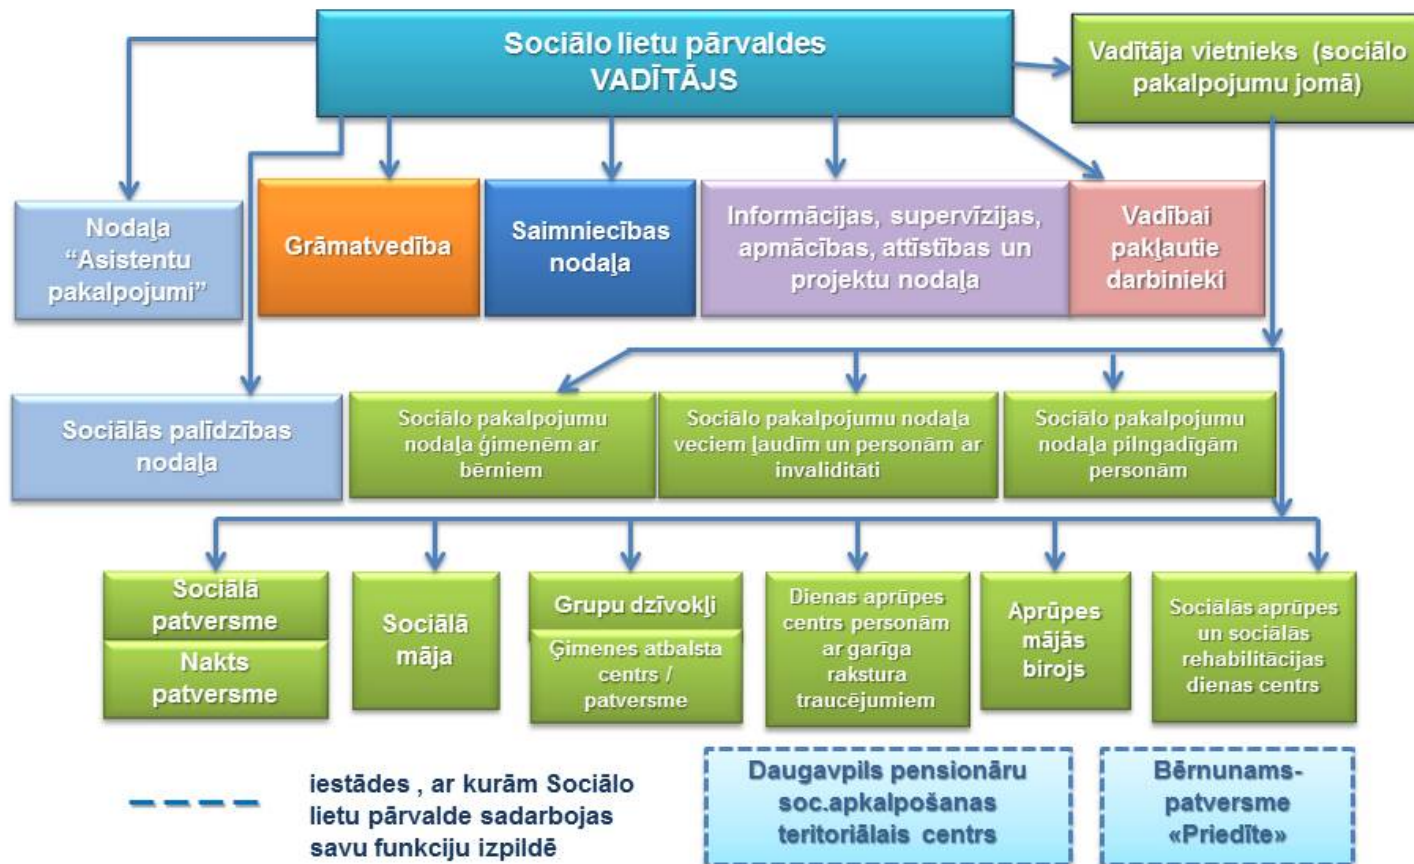 Sociālo lietu pārvaldes
VADĪTĀJS
Vadītāja vietnieks (sociālo
pakalpojumu jomā)
Nodaļa
“Asistentu
pakalpojumi”
Grāmatvedība
Saimniecības
nodaļa
Informācijas, supervīzijas,
apmācības, attīstības un
projektu nodaļa
Vadībai
pakļautie
darbinieki
Sociālās palīdzības
nodaļa
Sociālo pakalpojumu
nodaļa ģimenēm ar
bērniem
Sociālo pakalpojumu nodaļa
veciem ļaudīm un personām ar
invaliditāti
Sociālo pakalpojumu
nodaļa pilngadīgām
personām
Sociālā
patversme
Nakts
patversme
Sociālā
māja
Grupu dzīvokļi
Ģimenes atbalsta
centrs /
patversme
Dienas aprūpes
centrs personām
ar garīga
rakstura
traucējumiem
Aprūpes
mājās
birojs
Sociālās aprūpes
un sociālās
rehabilitācijas
dienas centrs
iestādes , ar kurām Sociālo
lietu pārvalde sadarbojas
savu funkciju izpildē
Daugavpils pensionāru
soc.apkalpošanas
teritoriālais centrs
Bērnunams-
patversme
«Priedīte»